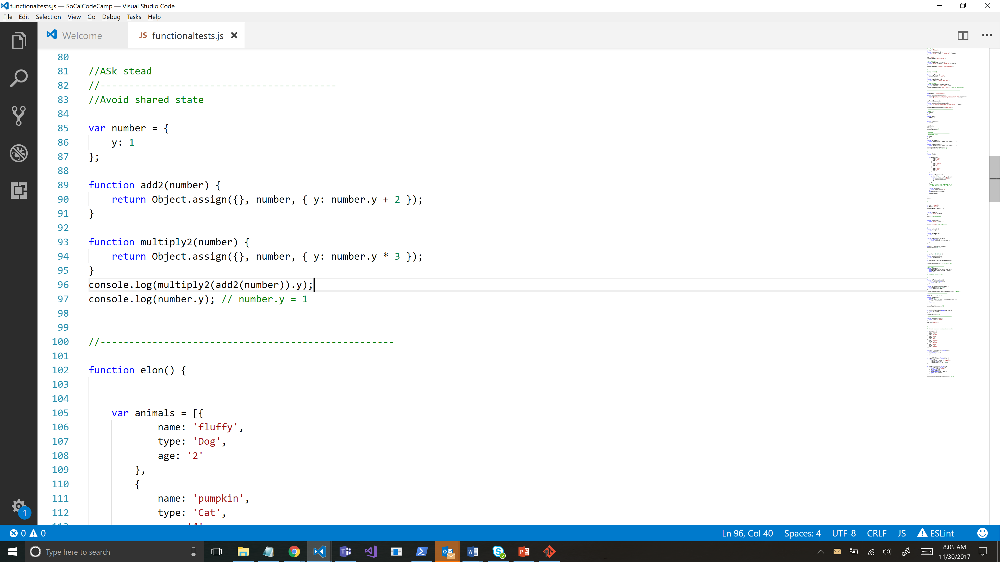 functionaltests.js — SoCalCodeCamp — Visual Studio Code
File Edit Selection View Go Debug Tasks Help
Welcome
JS functionaltests.js
80
81 //ASk stead
82 //-----------------------------------------
83 //Avoid shared state
84
85 var number = {
86     y: 1
87 };
88
89 function add2(number) {
90     return Object.assign({}, number, { y: number.y + 2 });
91 }
92
93 function multiply2(number) {
94     return Object.assign({}, number, { y: number.y * 3 });
95 }
96 console.log(multiply2(add2(number)).y);
97 console.log(number.y); // number.y = 1
98
99
100 //---------------------------------------------------
101
102 function elon() {
103
104
105     var animals = [{
106             name: 'fluffy',
107             type: 'Dog',
108             age: '2'
109         },
110         {
111             name: 'pumpkin',
112             type: 'Cat',
1
0 0
Ln 96, Col 40 Spaces: 4 UTF-8 CRLF JS ESLint
Type here to search
8:05 AM
11/30/2017